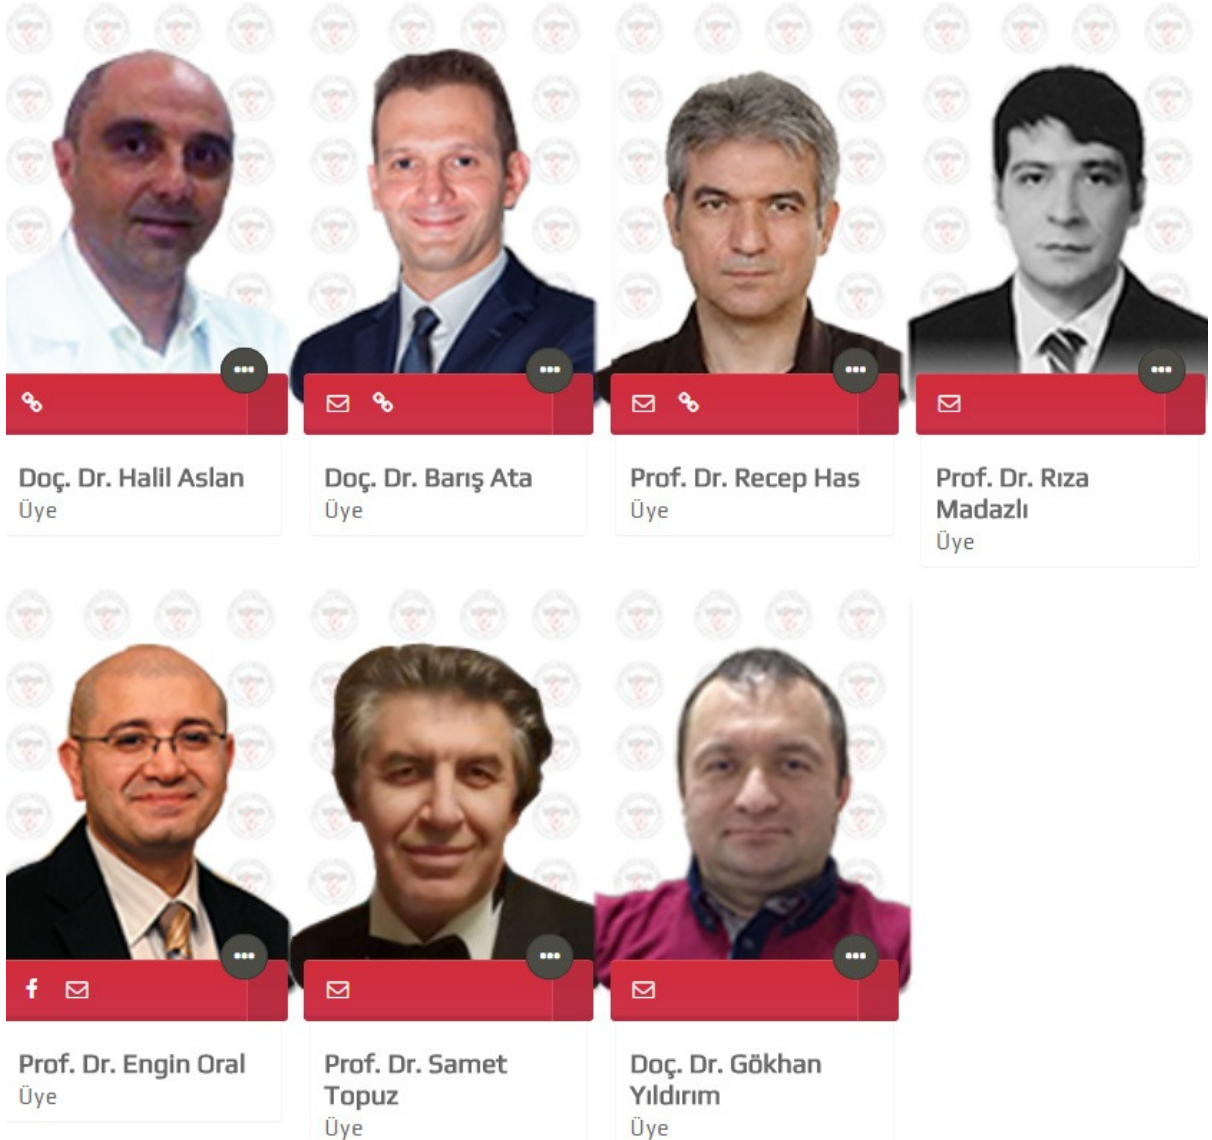 Doç. Dr. Halil Aslan
Üye
Doç. Dr. Barış Ata
Üye
Prof. Dr. Recep Has
Üye
Prof. Dr. Rıza
Madazlı
Üye
Prof. Dr. Engin Oral
Üye
Prof. Dr. Samet
Topuz
Üye
Doç. Dr. Gökhan
Yıldırım
Üye